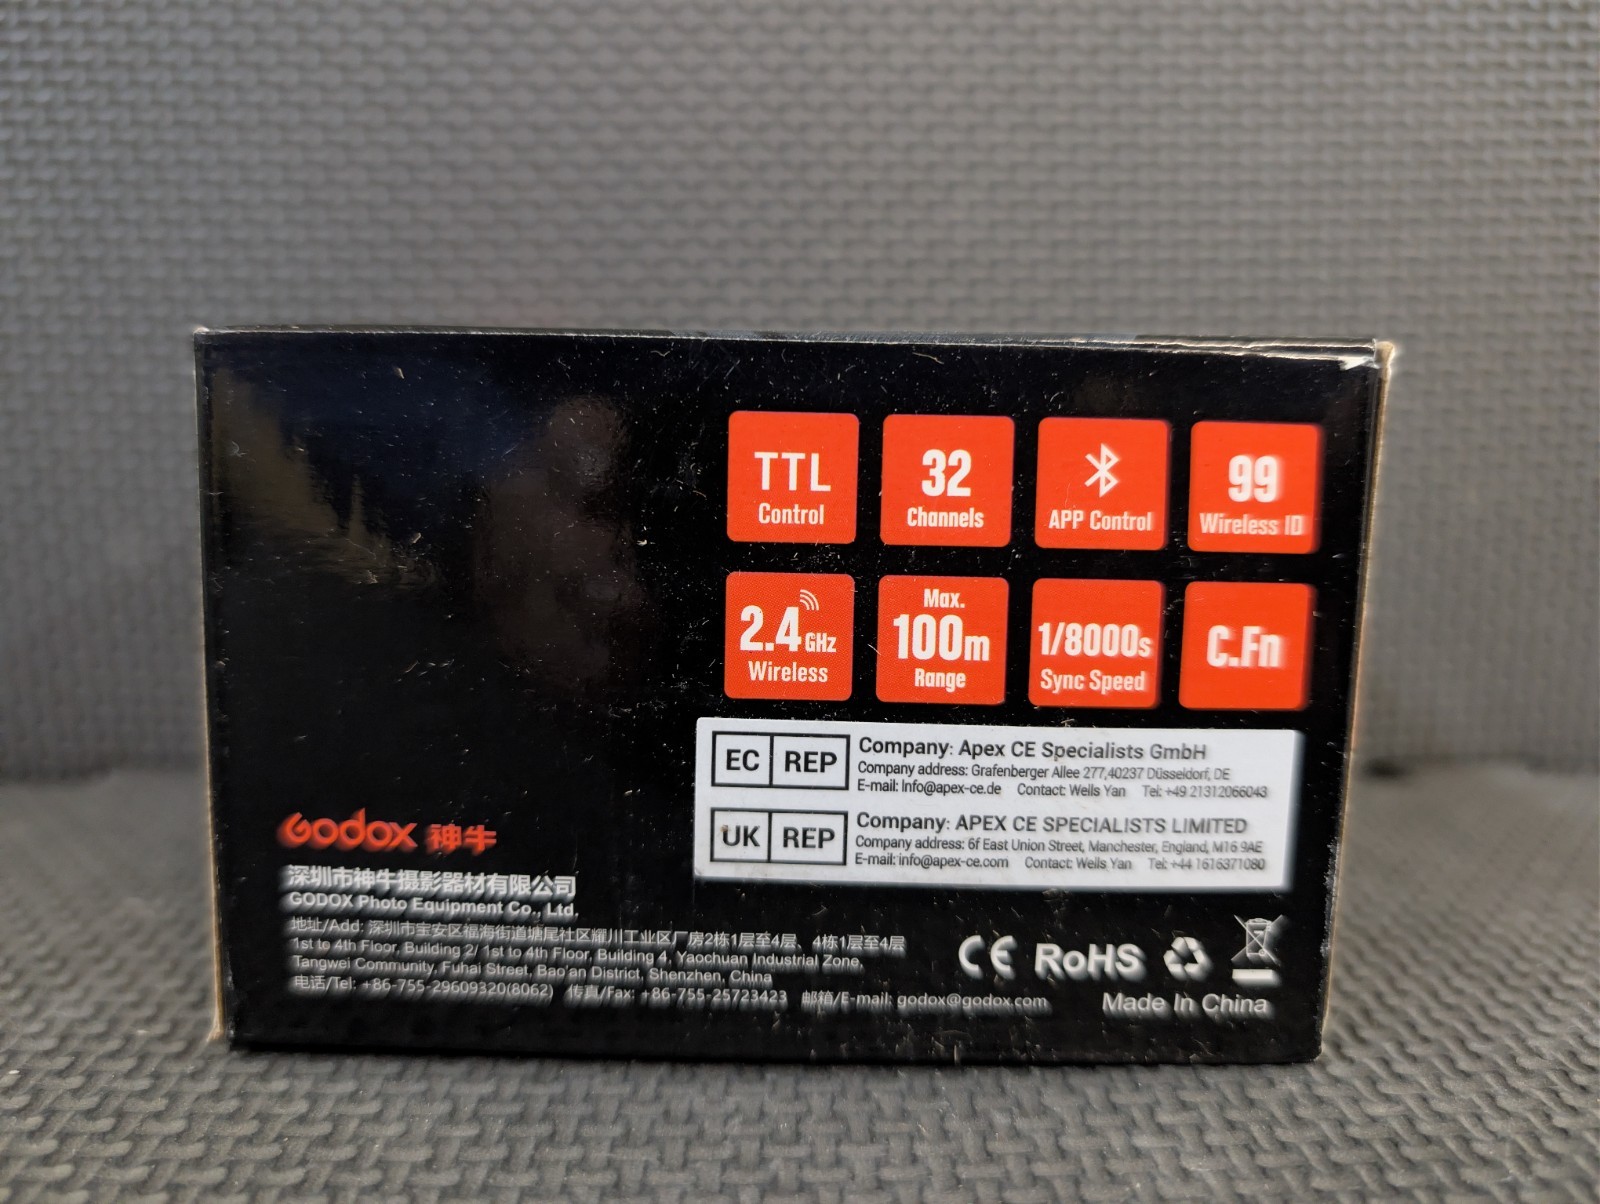 TTL
Control
32
Channels
APP Control
99
Wireless ID
2.4GHz
Wireless
Max.
100m
Range
1/8000s
Sync Speed
C.Fn
EC REP
Company: Apex CE Specialists GmbH
Company address: Grafenberger Allee 277,40237 Düsseldorf, DE
E-mail: Info@apex-ce.de Contact: Wells Yan Tel: +49 21312066043
UK REP
Company: APEX CE SPECIALISTS LIMITED
Company address: 6f East Union Street, Manchester, England, M16 9AE
E-mail: info@apex-ce.com Contact: Wells Yan Tel: +44 1616371080
Godox 神牛
深圳市神牛摄影器材有限公司
GODOX Photo Equipment Co., Ltd.
地址/Add: 深圳市宝安区福海街道塘尾社区耀川工业区厂房2栋1层至4层、4栋1层至4层
1st to 4th Floor, Building 2/ 1st to 4th Floor, Building 4, Yaochuan Industrial Zone,
Tangwei Community, Fuhai Street, Bao'an District, Shenzhen, China
电话/Tel: +86-755-29609320(8062) 传真/Fax: +86-755-25723423 邮箱/E-mail: godox@godox.com
CE RoHS
Made In China